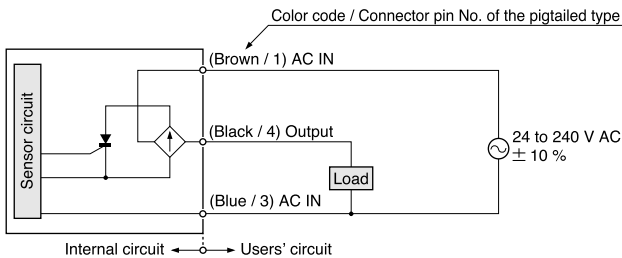 Color code / Connector pin No. of the pigtailed type
(Brown / 1) AC IN
Sensor circuit
(Black / 4) Output
24 to 240 V AC
± 10 %
Load
(Blue / 3) AC IN
Internal circuit
Users' circuit